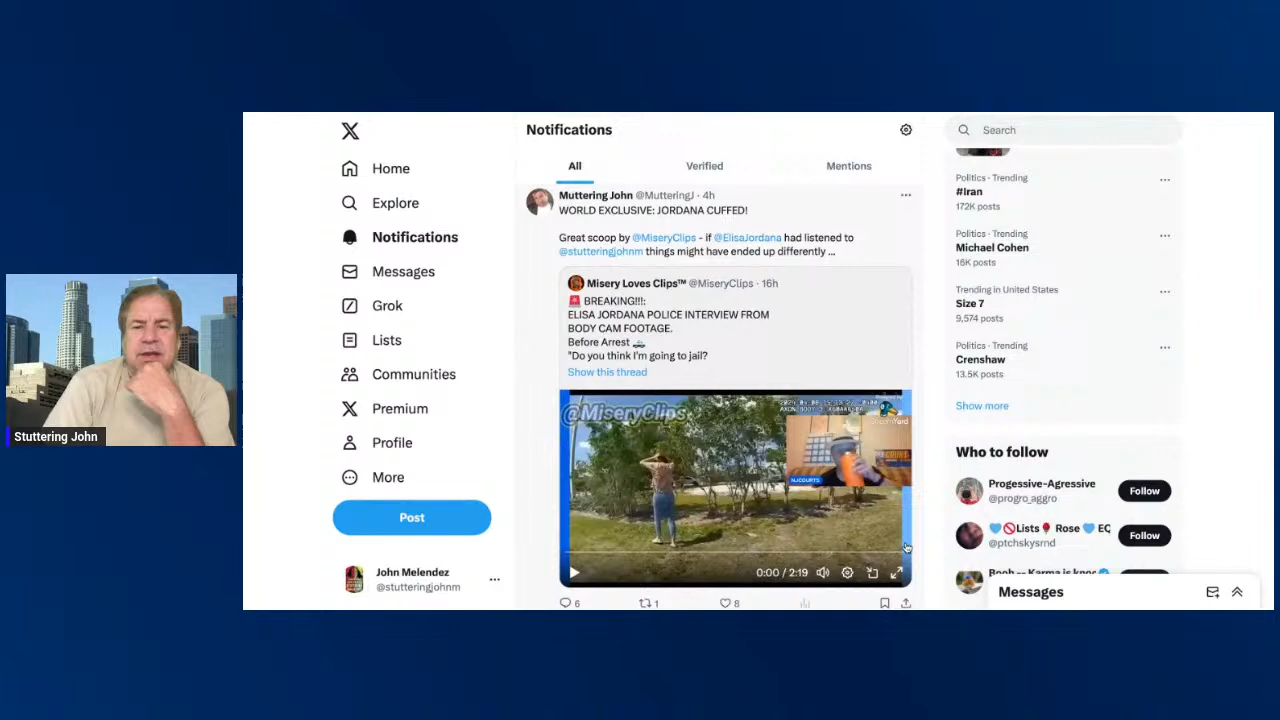 Stuttering John
Home
Explore
Notifications
Messages
Grok
Lists
Communities
Premium
Profile
More
Post
John Melendez
@stutteringjohnm
Notifications
All
Verified
Mentions
Muttering John @MutteringJ · 4h
WORLD EXCLUSIVE: JORDANA CUFFED!
Great scoop by @MiseryClips - if @ElisaJordana had listened to
@stutteringjohnm things might have ended up differently ...
Misery Loves Clips™ @MiseryClips · 16h
🚨 BREAKING!!!:
ELISA JORDANA POLICE INTERVIEW FROM
BODY CAM FOOTAGE.
Before Arrest 🚓
"Do you think I'm going to jail?
Show this thread
@MiseryClips
NJCOURTS
0:00 / 2:19
6
1
8
Search
Politics · Trending
#Iran
172K posts
Politics · Trending
Michael Cohen
16K posts
Trending in United States
Size 7
9,574 posts
Politics · Trending
Crenshaw
13.5K posts
Show more
Who to follow
Progessive-Agressive
@progro_aggro
Follow
💙🚫Lists🌹 Rose 💙 EQ
@ptchskysrnd
Follow
Messages